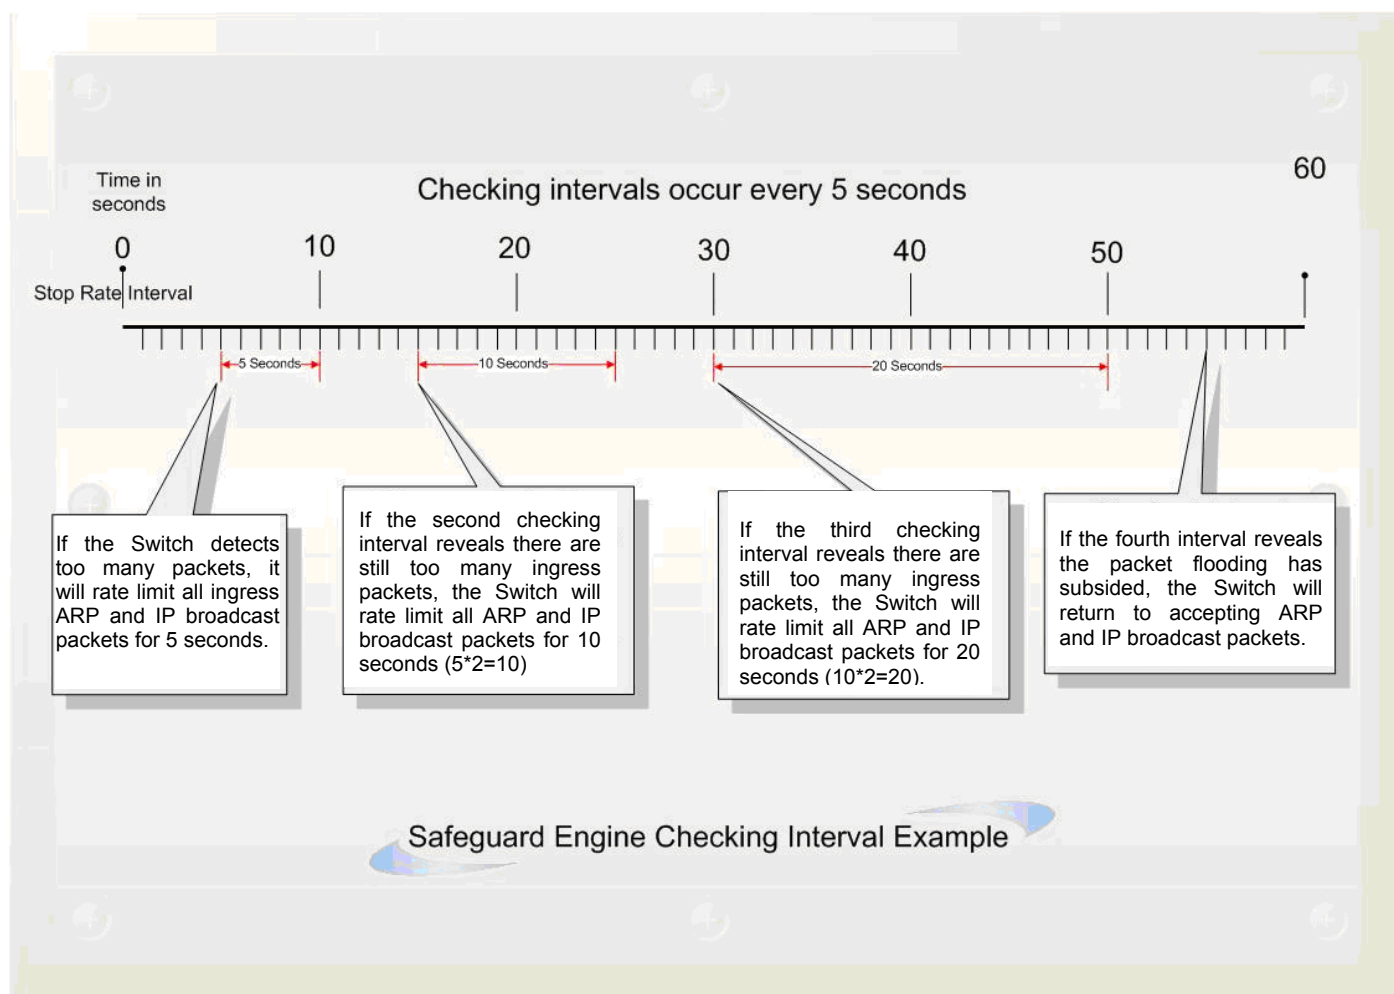 Time in
seconds
Checking intervals occur every 5 seconds
60
0
10
20
30
40
50
Stop Rate Interval
5 Seconds
10 Seconds
20 Seconds
If the Switch detects
too many packets, it
will rate limit all ingress
ARP and IP broadcast
packets for 5 seconds.
If the second checking
interval reveals there are
still too many ingress
packets, the Switch will
rate limit all ARP and IP
broadcast packets for 10
seconds (5*2=10)
If the third checking
interval reveals there are
still too many ingress
packets, the Switch will
rate limit all ARP and IP
broadcast packets for 20
seconds (10*2=20).
If the fourth interval reveals
the packet flooding has
subsided, the Switch will
return to accepting ARP
and IP broadcast packets.
Safeguard Engine Checking Interval Example